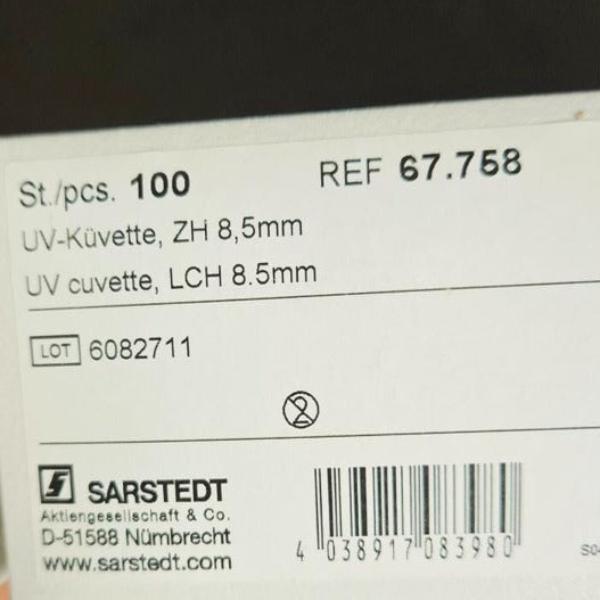 St./pcs. 100 REF 67.758
UV-Küvette, ZH 8,5mm
UV cuvette, LCH 8.5mm
LOT 6082711
2
SARSTEDT
Aktiengesellschaft & Co.
D-51588 Nümbrecht
www.sarstedt.com
4 038917 083980